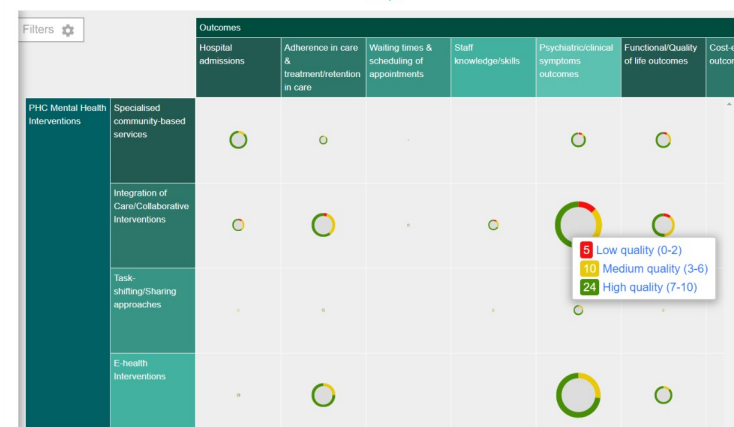 Filters
Outcomes
Hospital
admissions
Adherence in care
&
treatment/retention
in care
Waiting times &
scheduling of
appointments
Staff
knowledge/skills
Psychiatric/clinical
symptoms
outcomes
Functional/Quality
of life outcomes
PHC Mental Health
Interventions
Specialised
community-based
services
Integration of
Care/Collaborative
Interventions
5 Low quality (0-2)
10 Medium quality (3-6)
24 High quality (7-10)
Task-
shifting/Sharing
approaches
E-health
Interventions